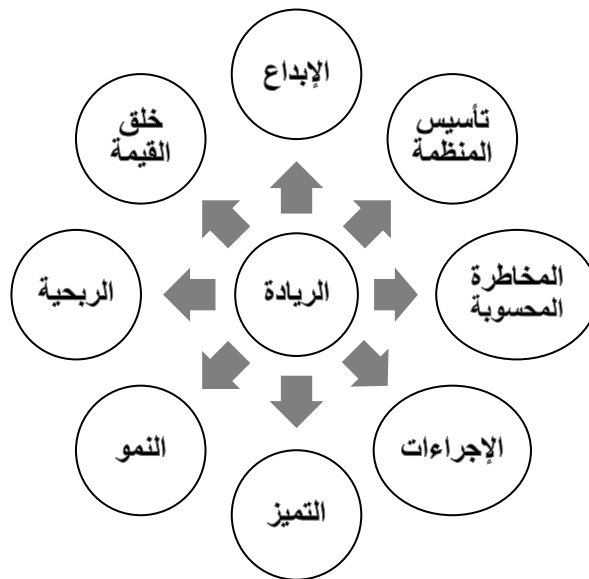 الإبداع
تأسيس
المنظمة
خلق
القيمة
المخاطرة
المحسوبة
الريادة
الربحية
الإجراءات
النمو
التميز